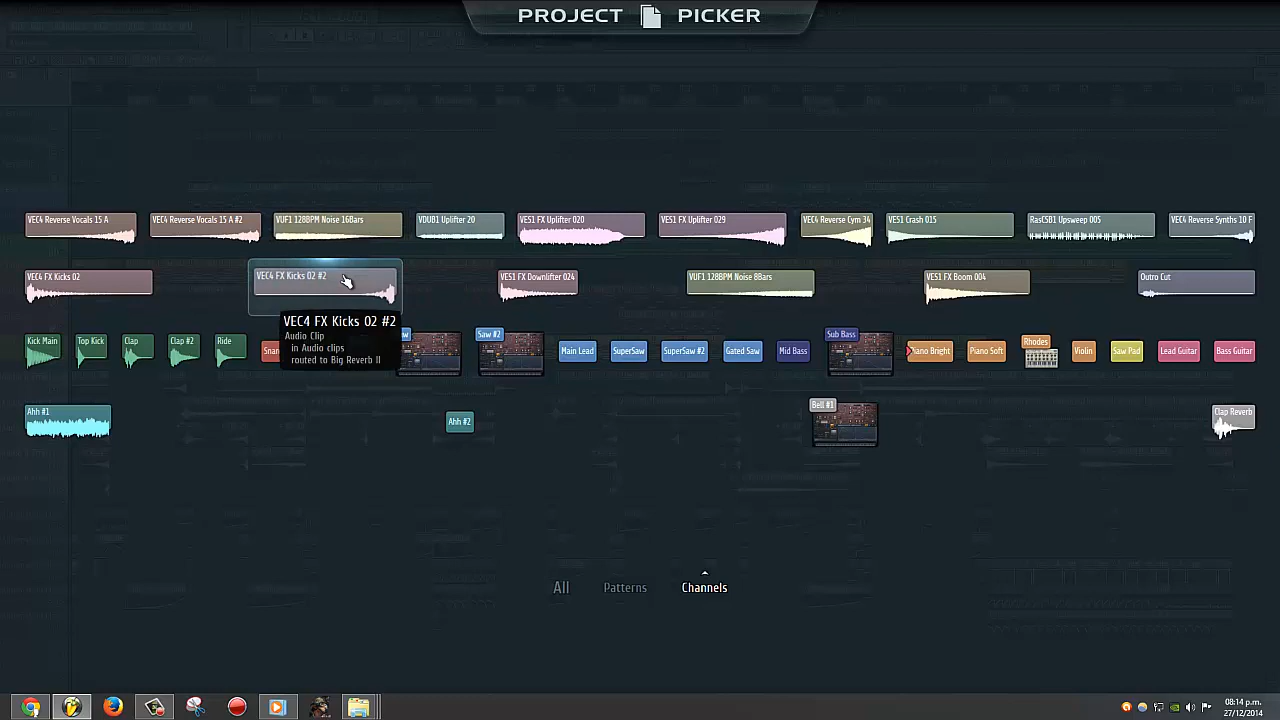 PROJECT PICKER
VEC4 Reverse Vocals 15 A
VEC4 Reverse Vocals 15 A #2
VUF1 128BPM Noise 16Bars
VDUB1 Uplifter 20
VES1 FX Uplifter 020
VES1 FX Uplifter 029
VEC4 Reverse Cym 34
VES1 Crash 015
RasCSB1 Upsweep 005
VEC4 Reverse Synths 10 F
VEC4 FX Kicks 02
VEC4 FX Kicks 02 #2
VES1 FX Downlifter 024
VUF1 128BPM Noise 8Bars
VES1 FX Boom 004
Outro Cut
VEC4 FX Kicks 02 #2
Audio Clip
in Audio clips
routed to Big Reverb II
Kick Main
Top Kick
Clap
Clap #2
Ride
Snar
aw
Saw #2
Main Lead
SuperSaw
SuperSaw #2
Gated Saw
Mid Bass
Sub Bass
Piano Bright
Piano Soft
Rhodes
Violin
Saw Pad
Lead Guitar
Bass Guitar
Ahh #1
Ahh #2
Bell #1
Clap Reverb
All
Patterns
Channels
08:14 p.m.
27/12/2014